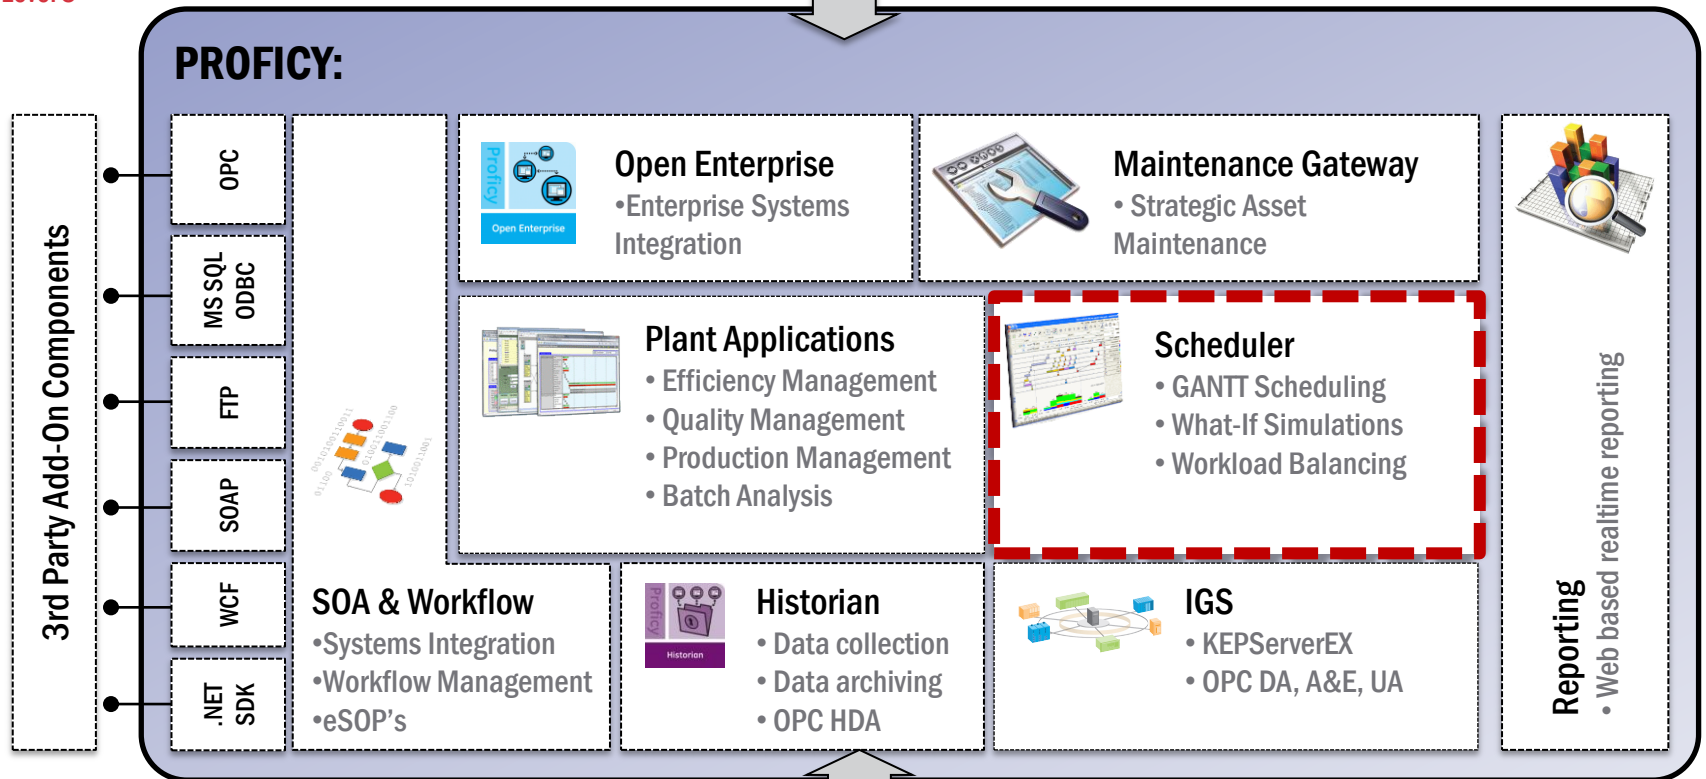 PROFICY:
3rd Party Add-On Components
OPC
MS SQL
ODBC
FTP
SOAP
WCF
.NET
SDK
Proficy
Open Enterprise
Open Enterprise
•Enterprise Systems
Integration
Maintenance Gateway
• Strategic Asset
Maintenance
Plant Applications
• Efficiency Management
• Quality Management
• Production Management
• Batch Analysis
Scheduler
• GANTT Scheduling
• What-If Simulations
• Workload Balancing
SOA & Workflow
•Systems Integration
•Workflow Management
•eSOP's
Proficy
Historian
Historian
• Data collection
• Data archiving
• OPC HDA
IGS
• KEPServerEX
• OPC DA, A&E, UA
Reporting
• Web based realtime reporting